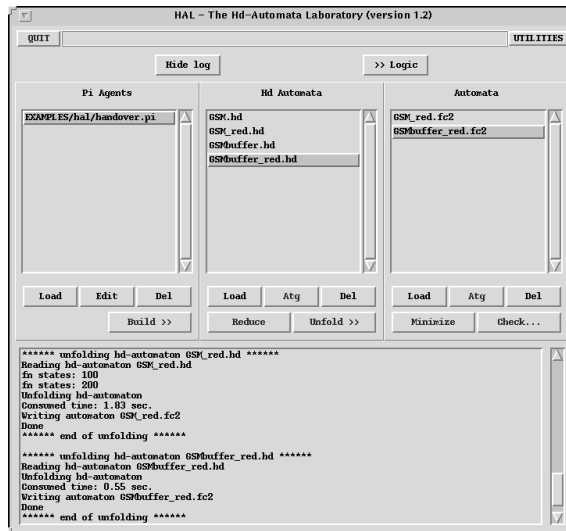 HAL - The Hd-Automata Laboratory (version 1.2)
QUIT UTILITIES
Hide log >> Logic
Pi Agents Hd Automata Automata
EXAMPLES/hal/handover.pi
GSM.hd
GSM_red.hd
GSMbuffer.hd
GSMbuffer_red.hd
GSM_red.fc2
GSMbuffer_red.fc2
Load Edit Del Load Atg Del Load Atg Del
Build >> Reduce Unfold >> Minimize Check...
****** unfolding hd-automaton GSM_red.hd ******
Reading hd-automaton GSM_red.hd
fn states: 100
fn states: 200
Unfolding hd-automaton
Consumed time: 1.83 sec.
Writing automaton GSM_red.fc2
Done
****** end of unfolding ******
****** unfolding hd-automaton GSMbuffer_red.hd ******
Reading hd-automaton GSMbuffer_red.hd
Unfolding hd-automaton
Consumed time: 0.55 sec.
Writing automaton GSMbuffer_red.fc2
Done
****** end of unfolding ******